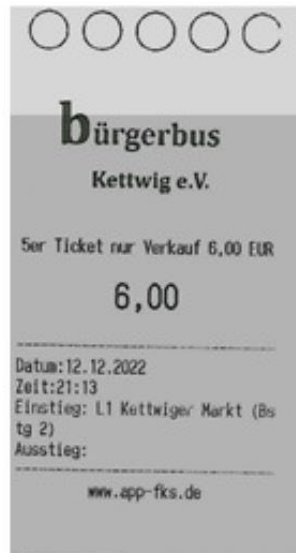 bürgerbus
Kettwig e.V.
5er Ticket nur Verkauf 6,00 EUR
6,00
Datum:12.12.2022
Zeit:21:13
Einstieg: L1 Kettwiger Markt (Bs
tg 2)
Ausstieg:
www.app-fks.de